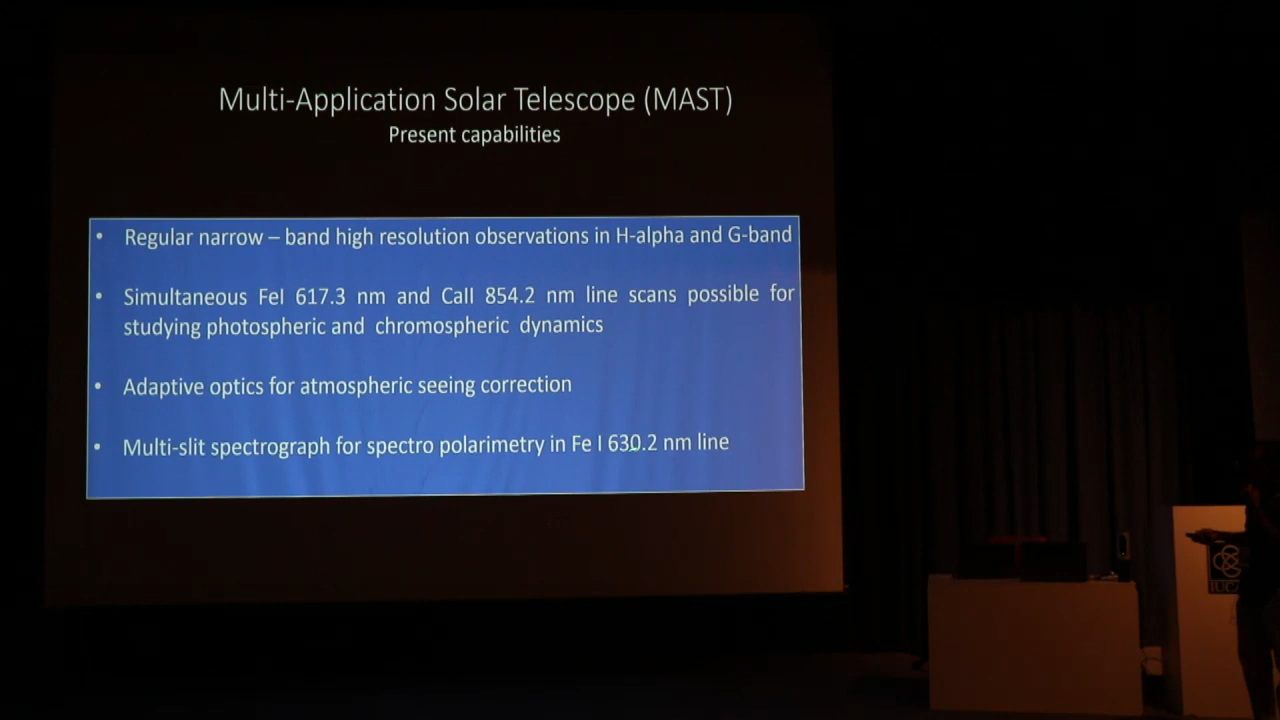 Multi-Application Solar Telescope (MAST)
Present capabilities
• Regular narrow – band high resolution observations in H-alpha and G-band
• Simultaneous FeI 617.3 nm and CaII 854.2 nm line scans possible for
studying photospheric and chromospheric dynamics
• Adaptive optics for atmospheric seeing correction
• Multi-slit spectrograph for spectro polarimetry in Fe I 630.2 nm line